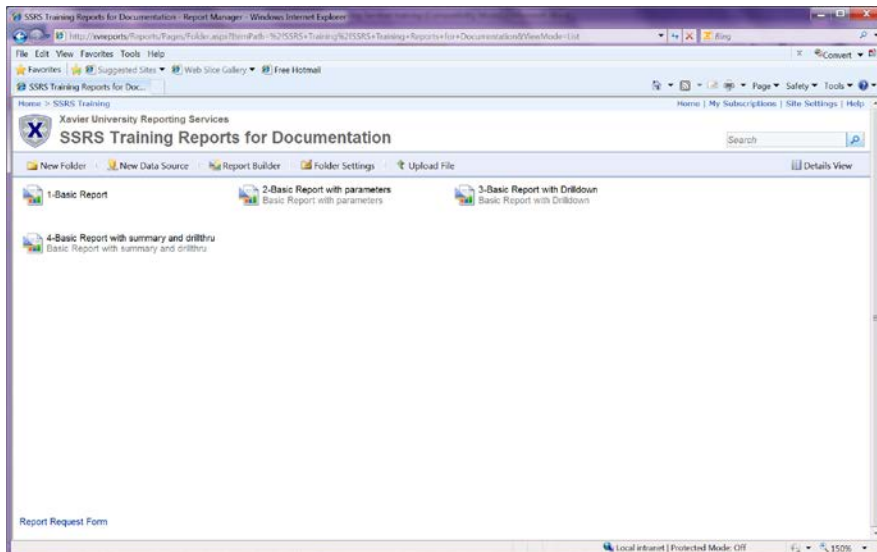 SSRS Training Reports for Documentation - Report Manager - Windows Internet Explorer
File Edit View Favorites Tools Help
Convert
Favorites Suggested Sites Web Slice Gallery Free Hotmail
SSRS Training Reports for Doc...
Page Safety Tools
Home > SSRS Training
Home | My Subscriptions | Site Settings | Help
Xavier University Reporting Services
SSRS Training Reports for Documentation
Search
New Folder New Data Source Report Builder Folder Settings Upload File
Details View
1-Basic Report
2-Basic Report with parameters
Basic Report with parameters
3-Basic Report with Drilldown
Basic Report with Drilldown
4-Basic Report with summary and drillthru
Basic Report with summary and drillthru
Report Request Form
Local intranet | Protected Mode: Off
150%